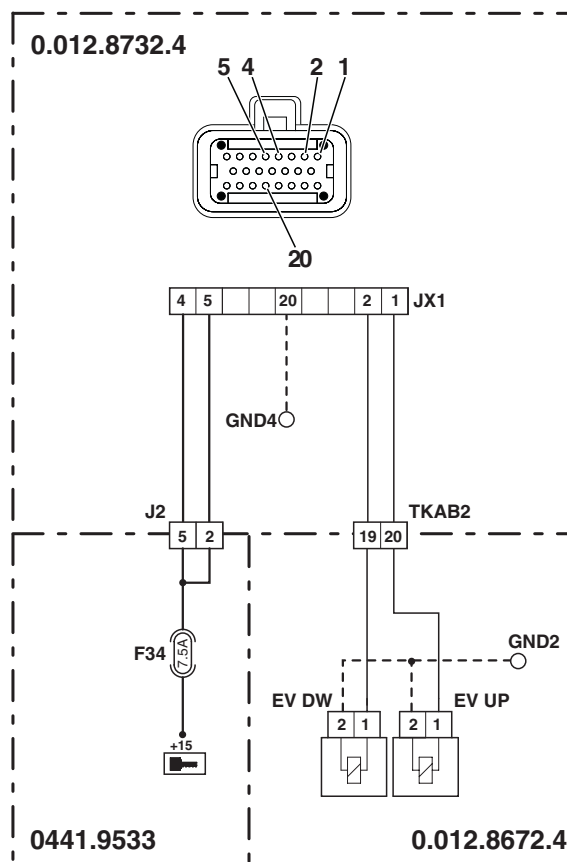 0.012.8732.4
5 4 2 1
20
4 5 20 2 1 JX1
GND4
J2 TKAB2
5 2 19 20
F34 7.5A
GND2
EV DW EV UP
2 1 2 1
+15
0441.9533 0.012.8672.4